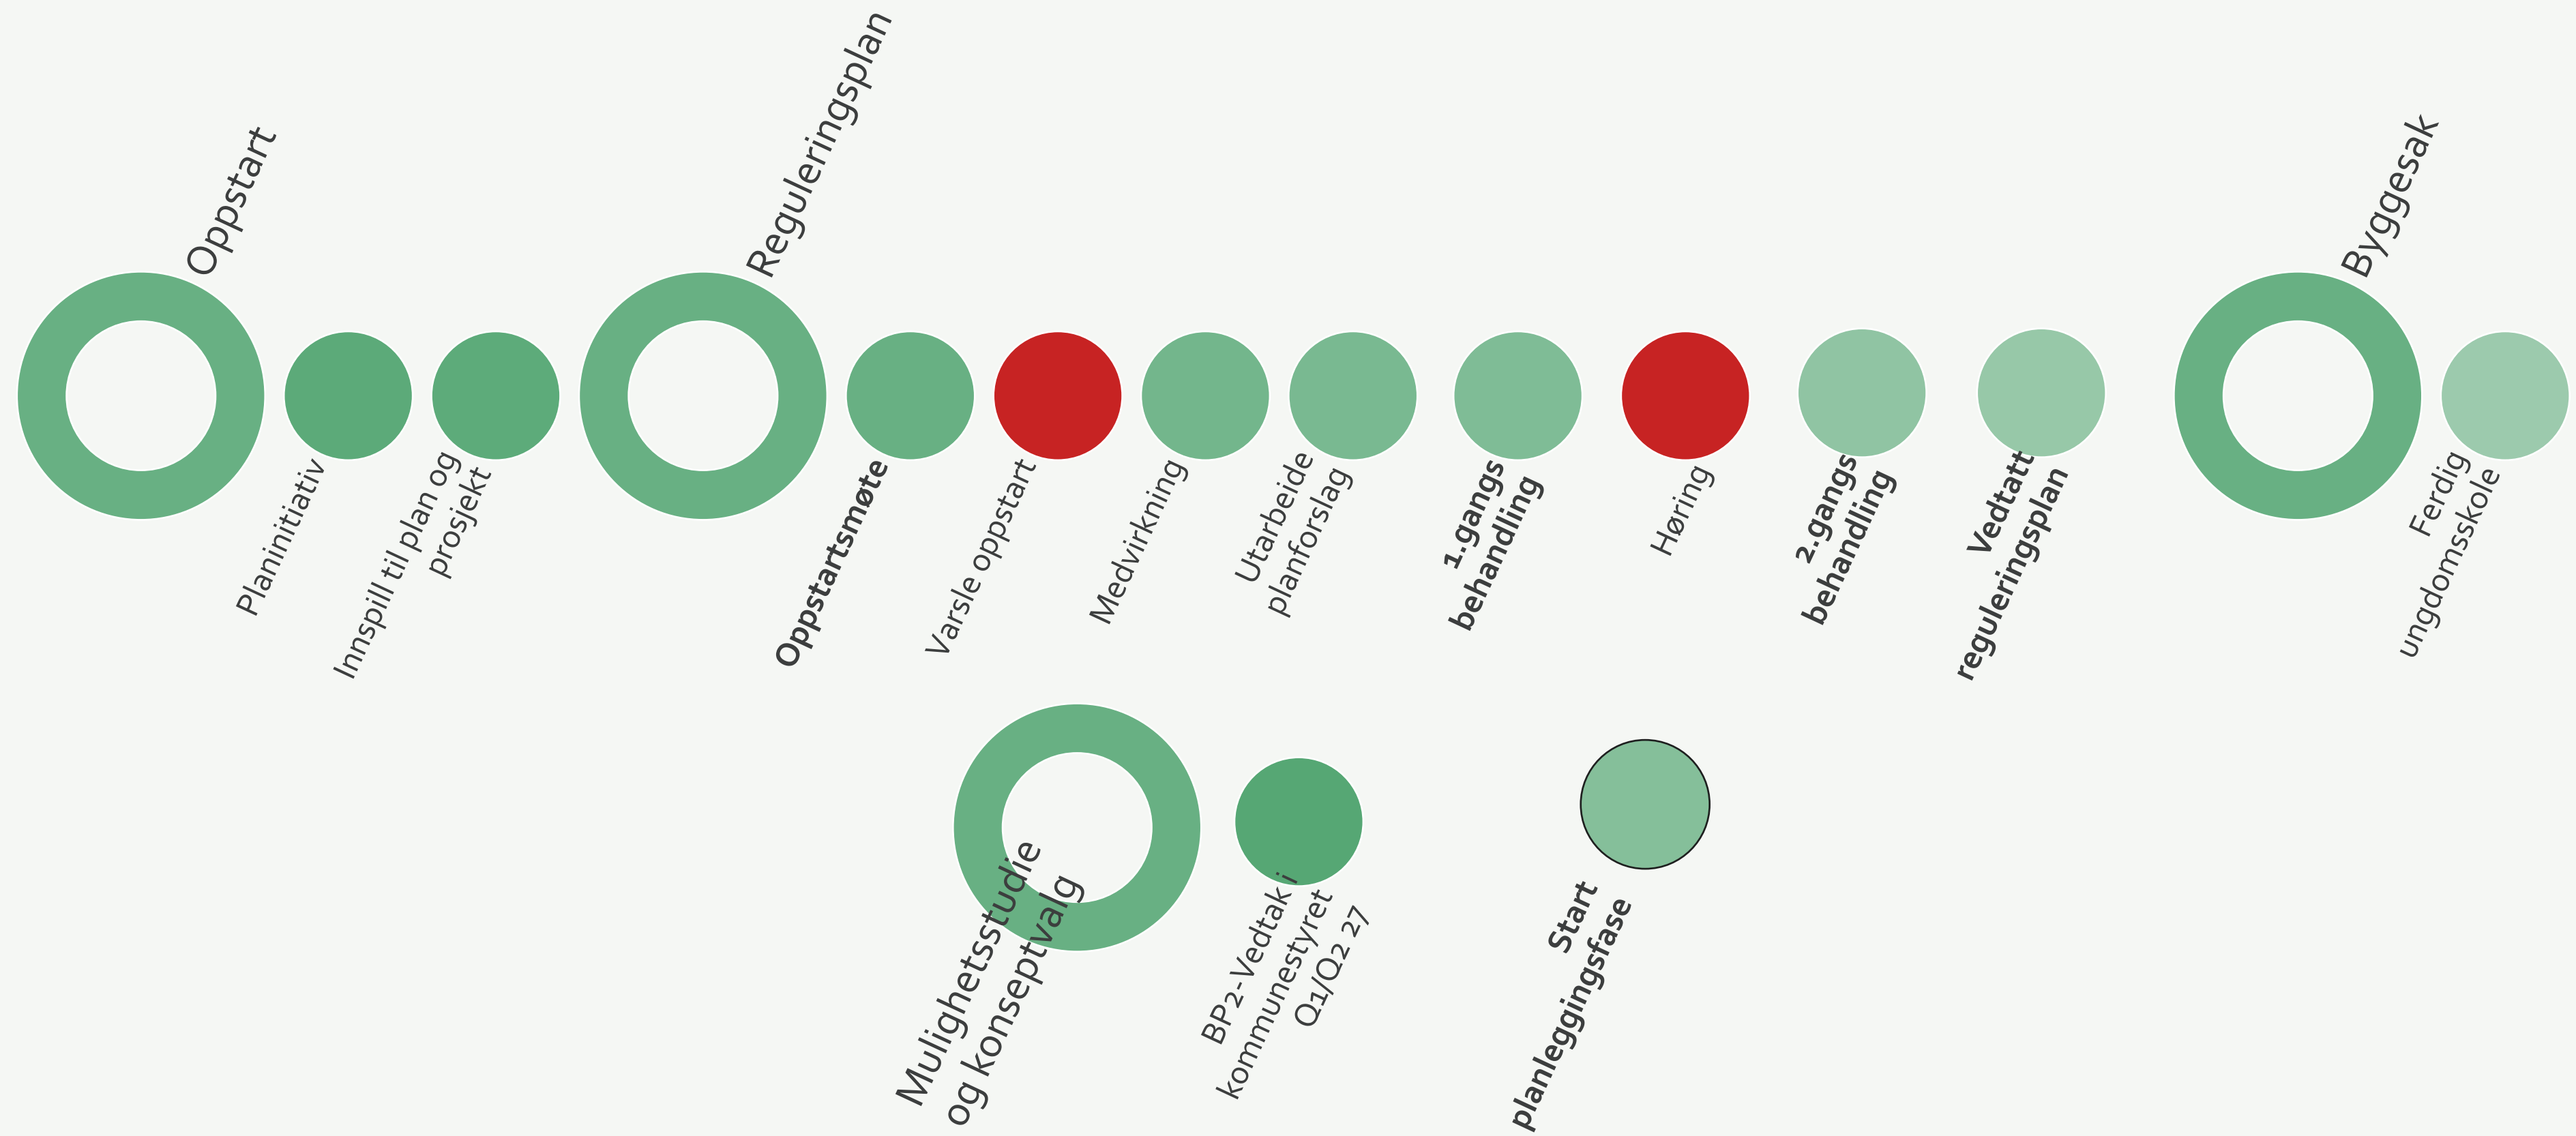 Oppstart
Planinitiativ
Innspill til plan og
prosjekt
Reguleringsplan
Oppstartsmøte
Varsle oppstart
Medvirkning
Utarbeide
planforslag
1.gangs
behandling
Høring
2.gangs
behandling
Vedtatt
reguleringsplan
Byggesak
Ferdig
ungdomsskole
Mulighetsstudie
og konseptvalg
BP2-Vedtak i
kommunestyret
Q1/Q2 27
Start
planleggingsfase